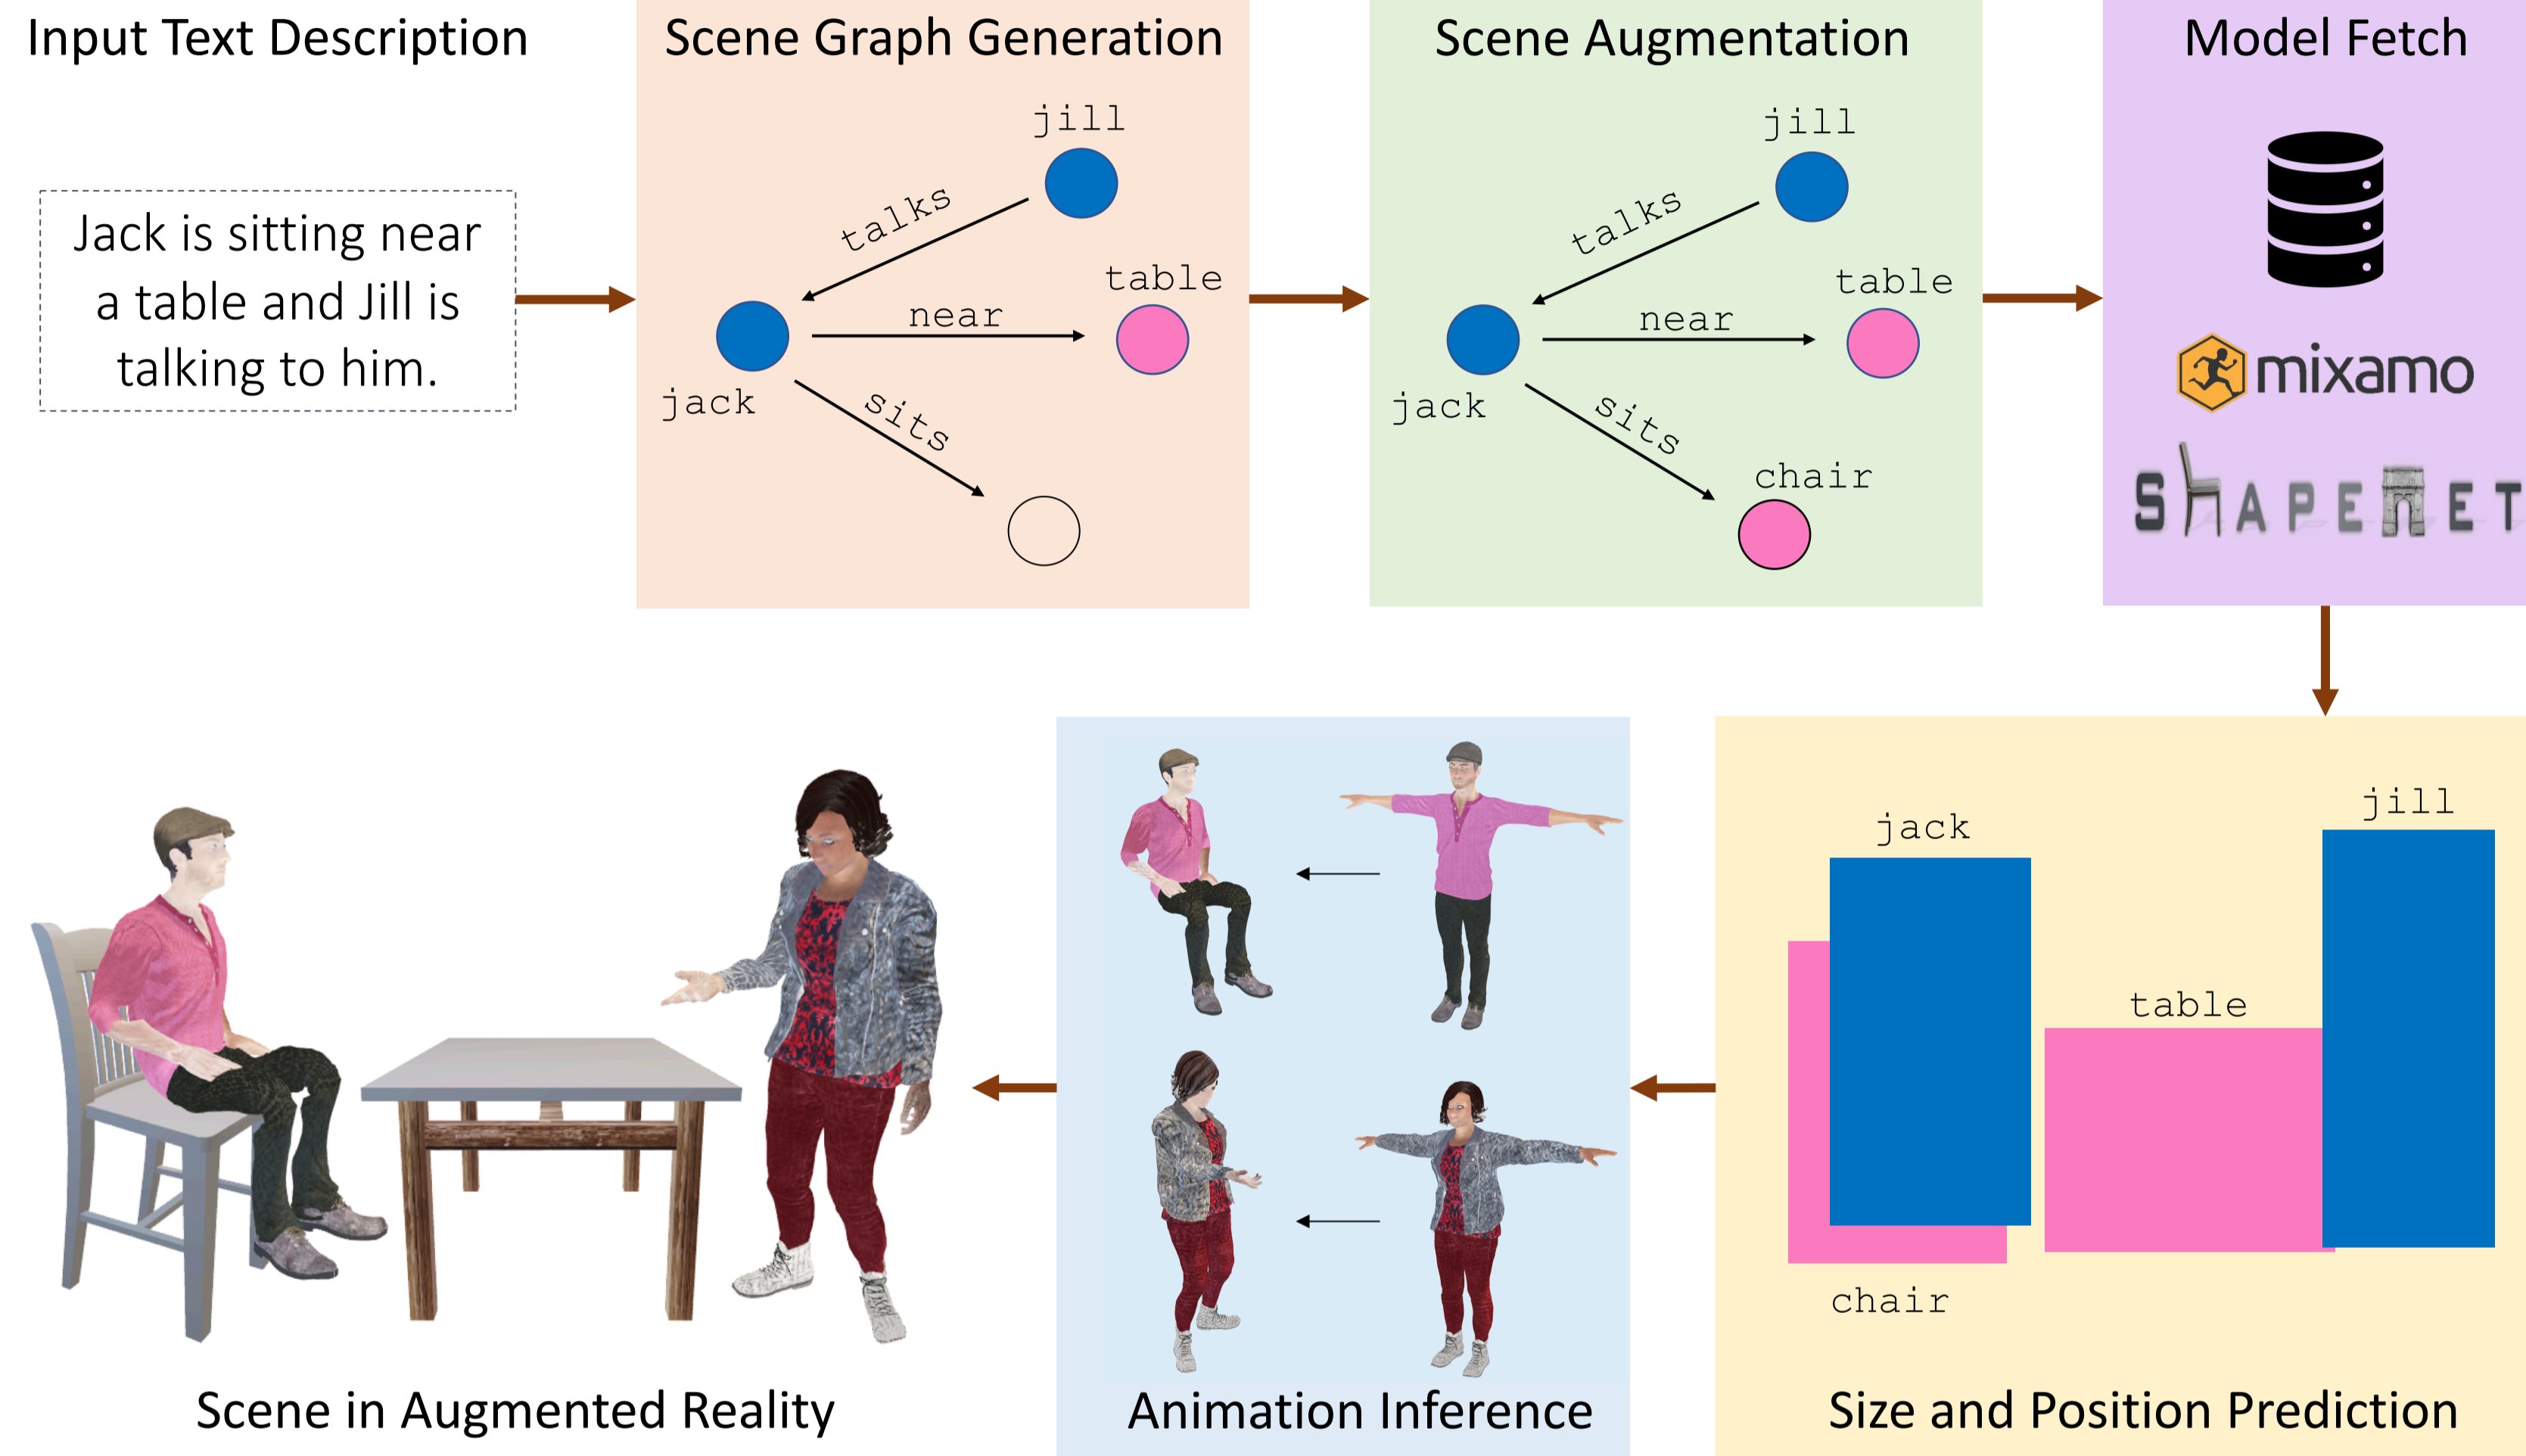 Input Text Description
Jack is sitting near
a table and Jill is
talking to him.
Scene Graph Generation
jill
talks
table
near
jack
sits
Scene Augmentation
jill
talks
table
near
jack
sits
chair
Model Fetch
mixamo
SHAPENET
jack
jill
table
chair
Size and Position Prediction
Animation Inference
Scene in Augmented Reality